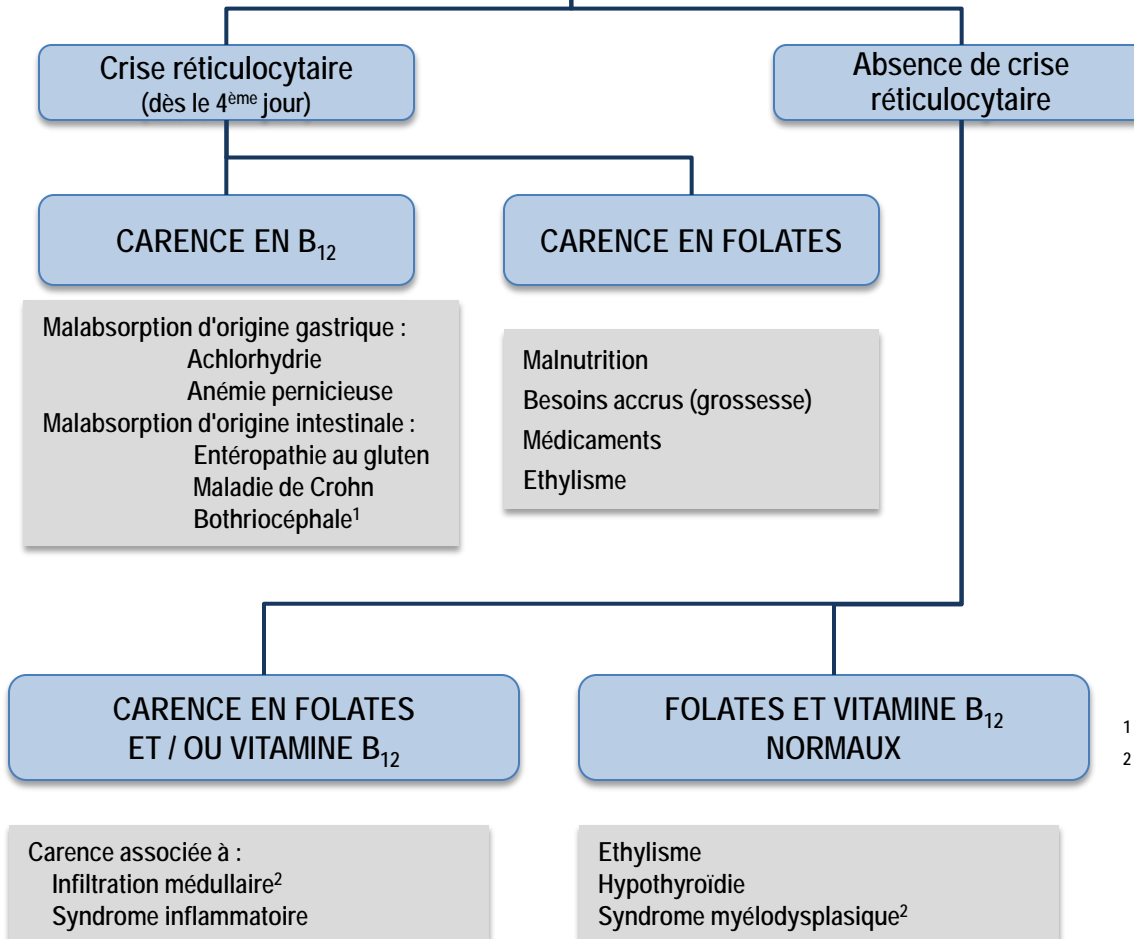 Crise réticulocytaire
(dès le 4ème jour)
Absence de crise
réticulocytaire
CARENCE EN B12
CARENCE EN FOLATES
Malabsorption d'origine gastrique :
Achlorhydrie
Anémie pernicieuse
Malabsorption d'origine intestinale :
Entéropathie au gluten
Maladie de Crohn
Bothriocéphale1
Malnutrition
Besoins accrus (grossesse)
Médicaments
Ethylisme
CARENCE EN FOLATES
ET / OU VITAMINE B12
FOLATES ET VITAMINE B12
NORMAUX
1
2
Carence associée à :
Infiltration médullaire2
Syndrome inflammatoire
Ethylisme
Hypothyroïdie
Syndrome myélodysplasique2